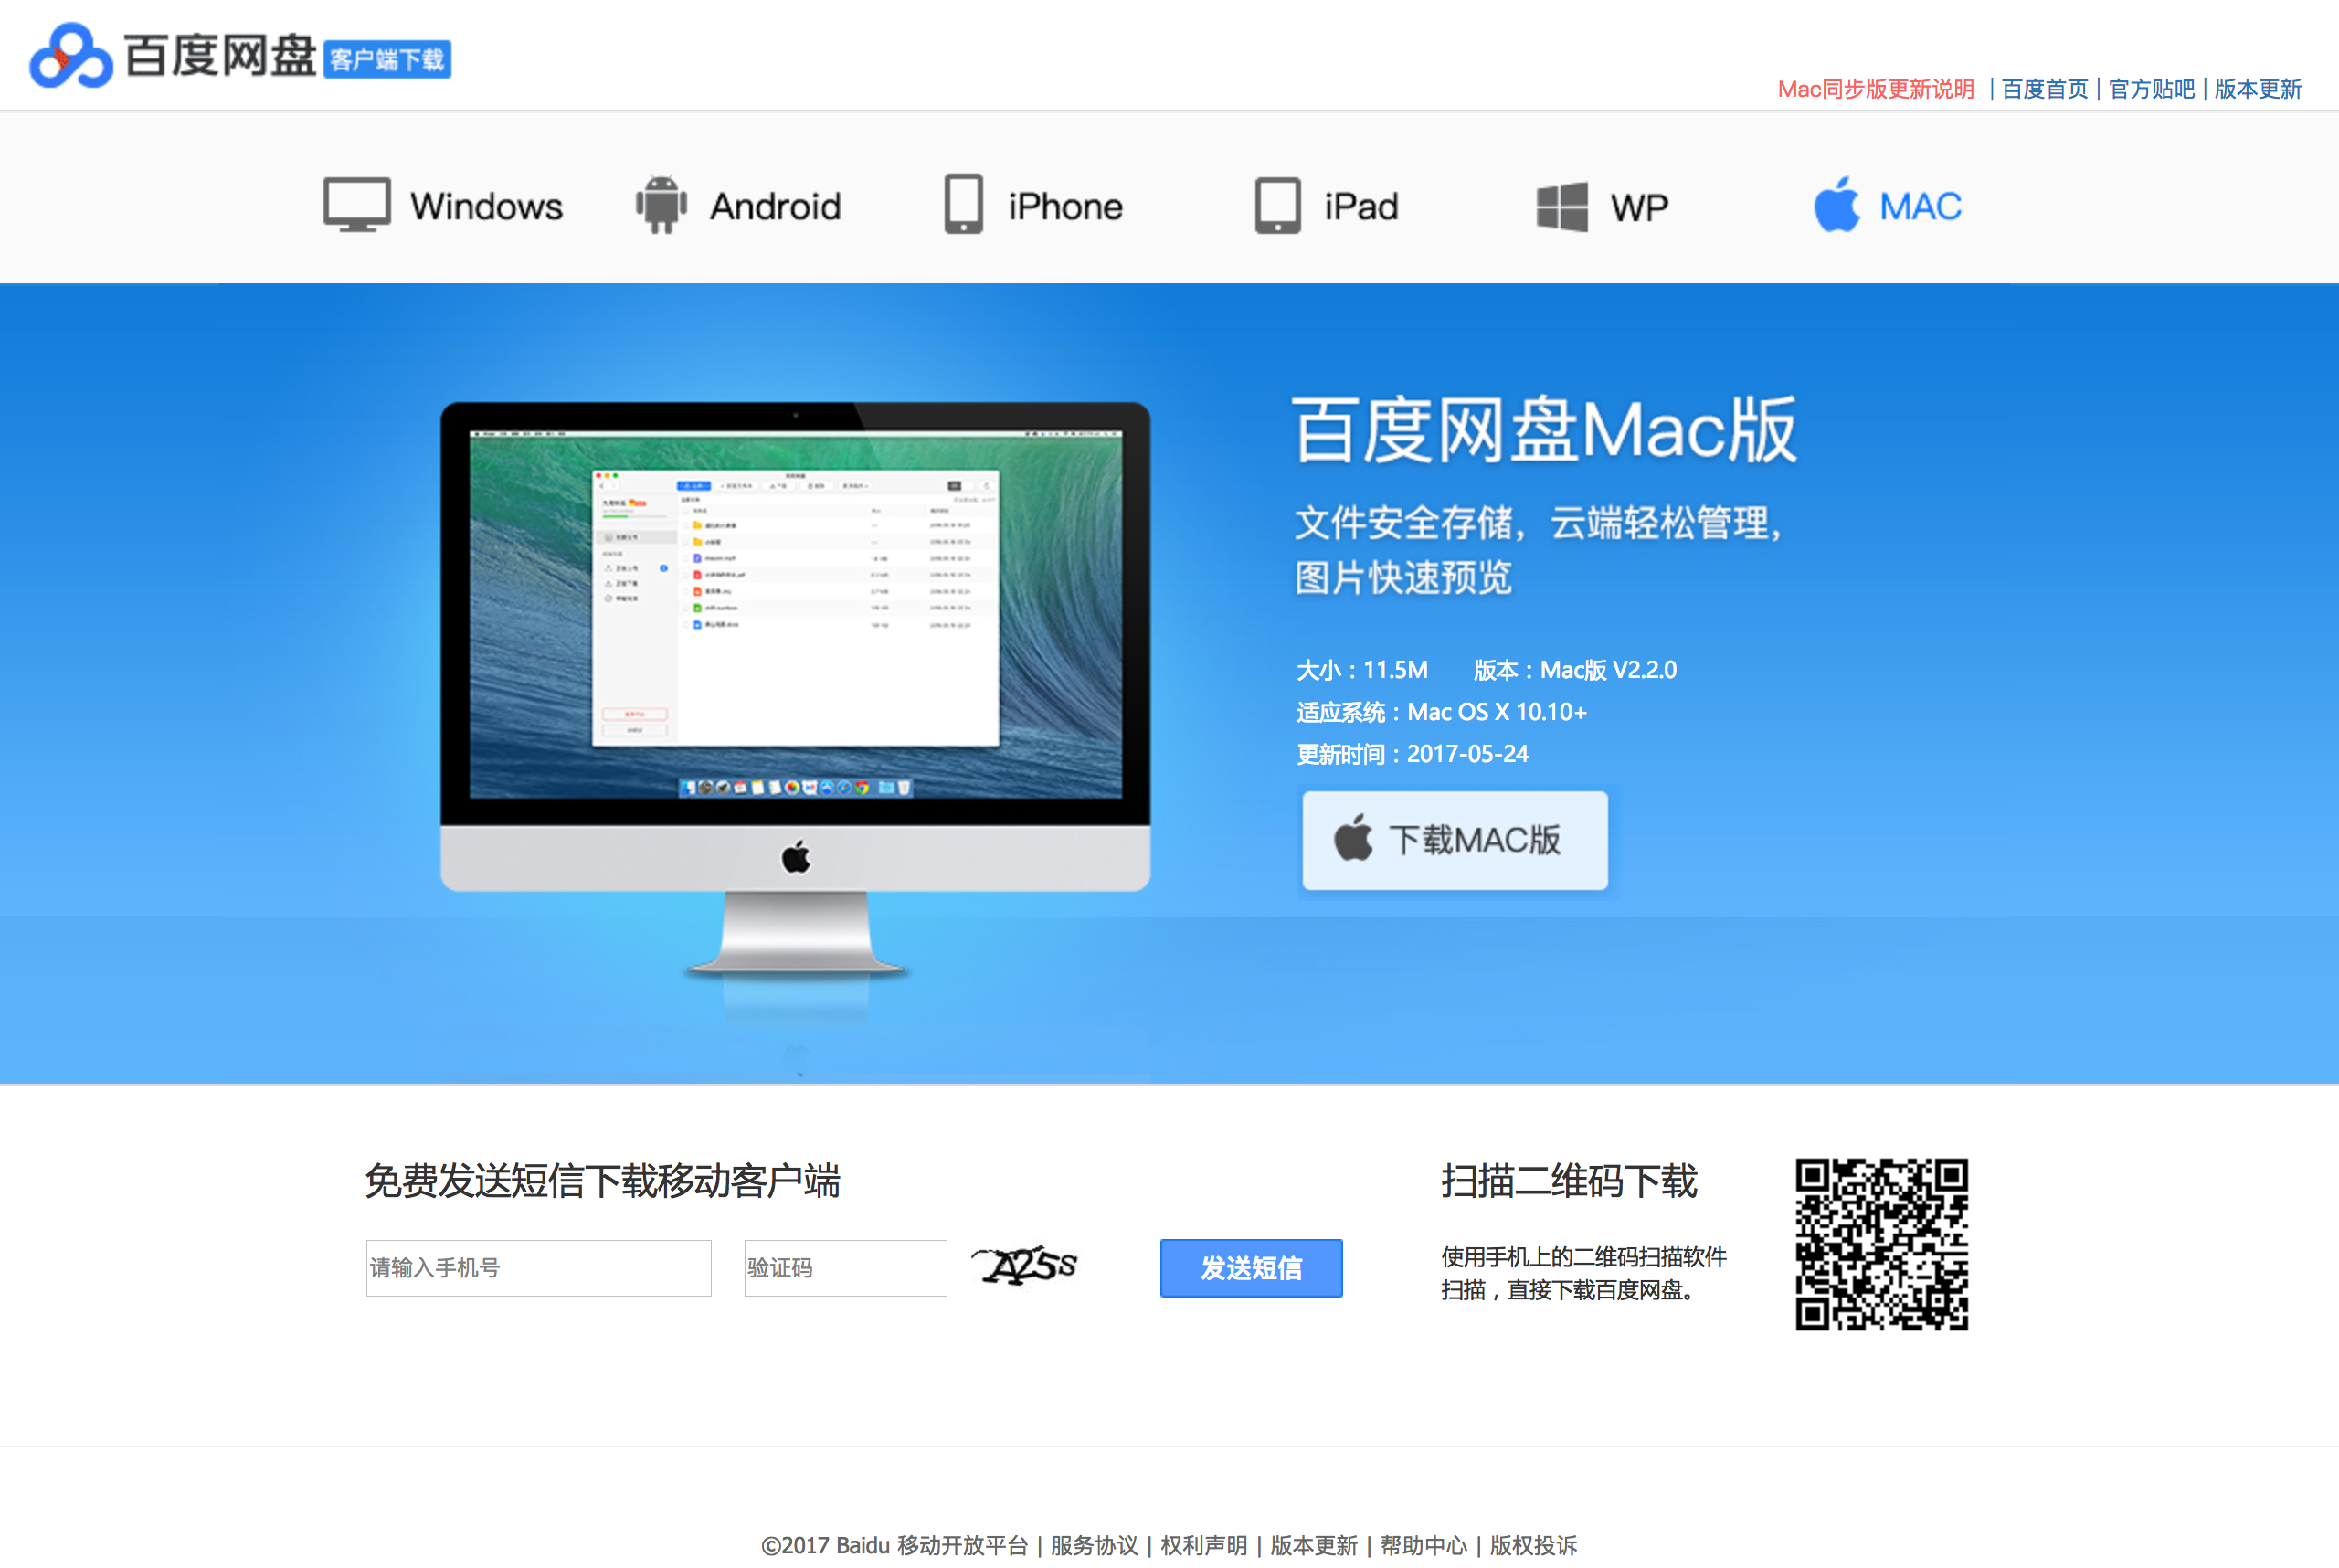 百度网盘 客户端下载
Mac同步版更新说明 | 百度首页 | 官方贴吧 | 版本更新
Windows Android iPhone iPad WP MAC
百度网盘Mac版
文件安全存储，云端轻松管理，
图片快速预览
大小：11.5M 版本：Mac版 V2.2.0
适应系统：Mac OS X 10.10+
更新时间：2017-05-24
下载MAC版
免费发送短信下载移动客户端
请输入手机号 验证码 A25S 发送短信
扫描二维码下载
使用手机上的二维码扫描软件
扫描，直接下载百度网盘。
©2017 Baidu 移动开放平台 | 服务协议 | 权利声明 | 版本更新 | 帮助中心 | 版权投诉